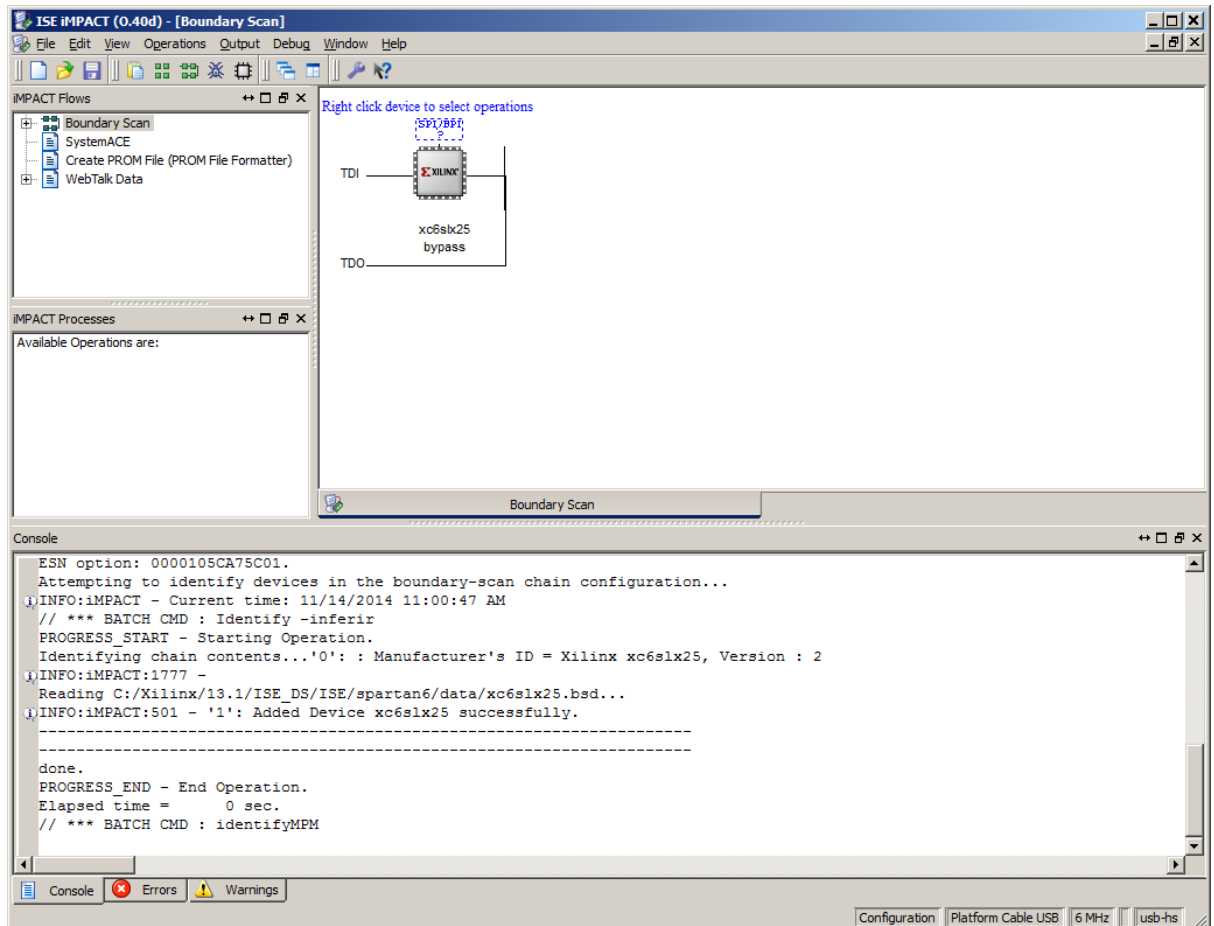 ISE iMPACT (O.40d) - [Boundary Scan]
File Edit View Operations Output Debug Window Help
iMPACT Flows
Boundary Scan
SystemACE
Create PROM File (PROM File Formatter)
WebTalk Data
Right click device to select operations
SPI/BPI
?
TDI
XILINX
xc6slx25
bypass
TDO
iMPACT Processes
Available Operations are:
Boundary Scan
Console
ESN option: 0000105CA75C01.
Attempting to identify devices in the boundary-scan chain configuration...
INFO:iMPACT - Current time: 11/14/2014 11:00:47 AM
// *** BATCH CMD : Identify -inferir
PROGRESS_START - Starting Operation.
Identifying chain contents...'0': : Manufacturer's ID = Xilinx xc6slx25, Version : 2
INFO:iMPACT:1777 -
Reading C:/Xilinx/13.1/ISE_DS/ISE/spartan6/data/xc6slx25.bsd...
INFO:iMPACT:501 - '1': Added Device xc6slx25 successfully.
----------------------------------------------------------------------
----------------------------------------------------------------------
done.
PROGRESS_END - End Operation.
Elapsed time =      0 sec.
// *** BATCH CMD : identifyMPM
Console Errors Warnings
Configuration Platform Cable USB 6 MHz usb-hs